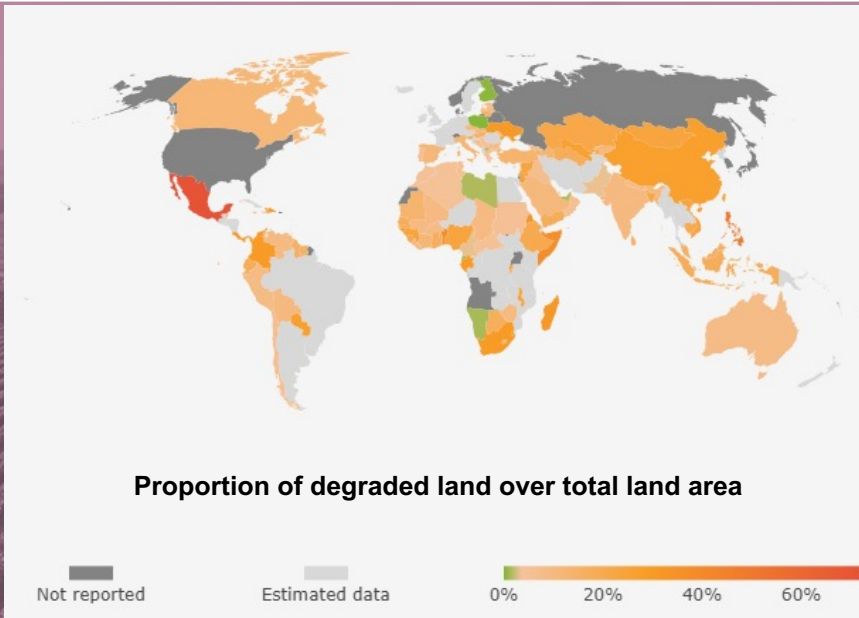 Proportion of degraded land over total land area
Not reported
Estimated data
0%
20%
40%
60%